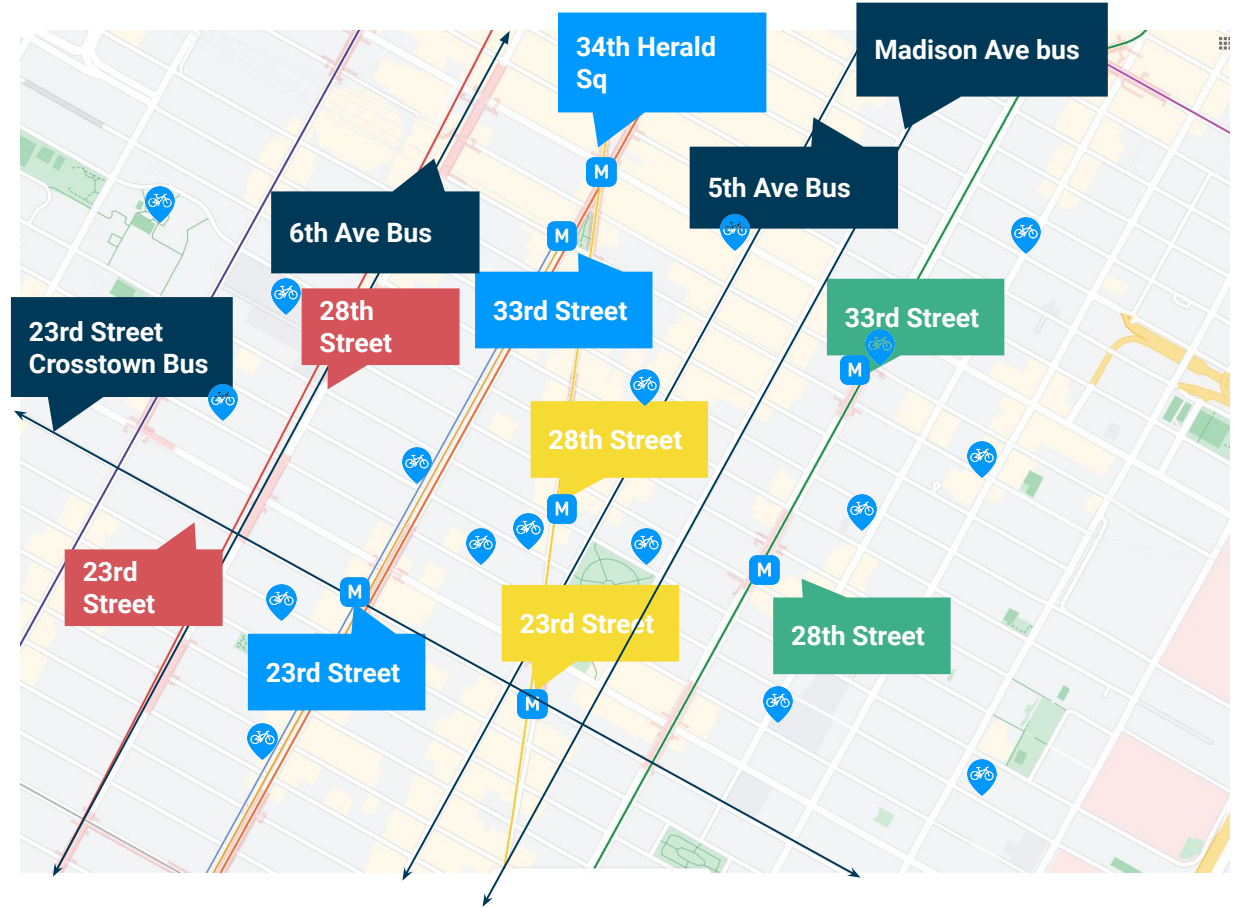 34th Herald
Sq
Madison Ave bus
5th Ave Bus
6th Ave Bus
33rd Street
28th
Street
33rd Street
23rd Street
Crosstown Bus
28th Street
M
M
M
M
M
M
M
23rd
Street
23rd Street
23rd Street
28th Street